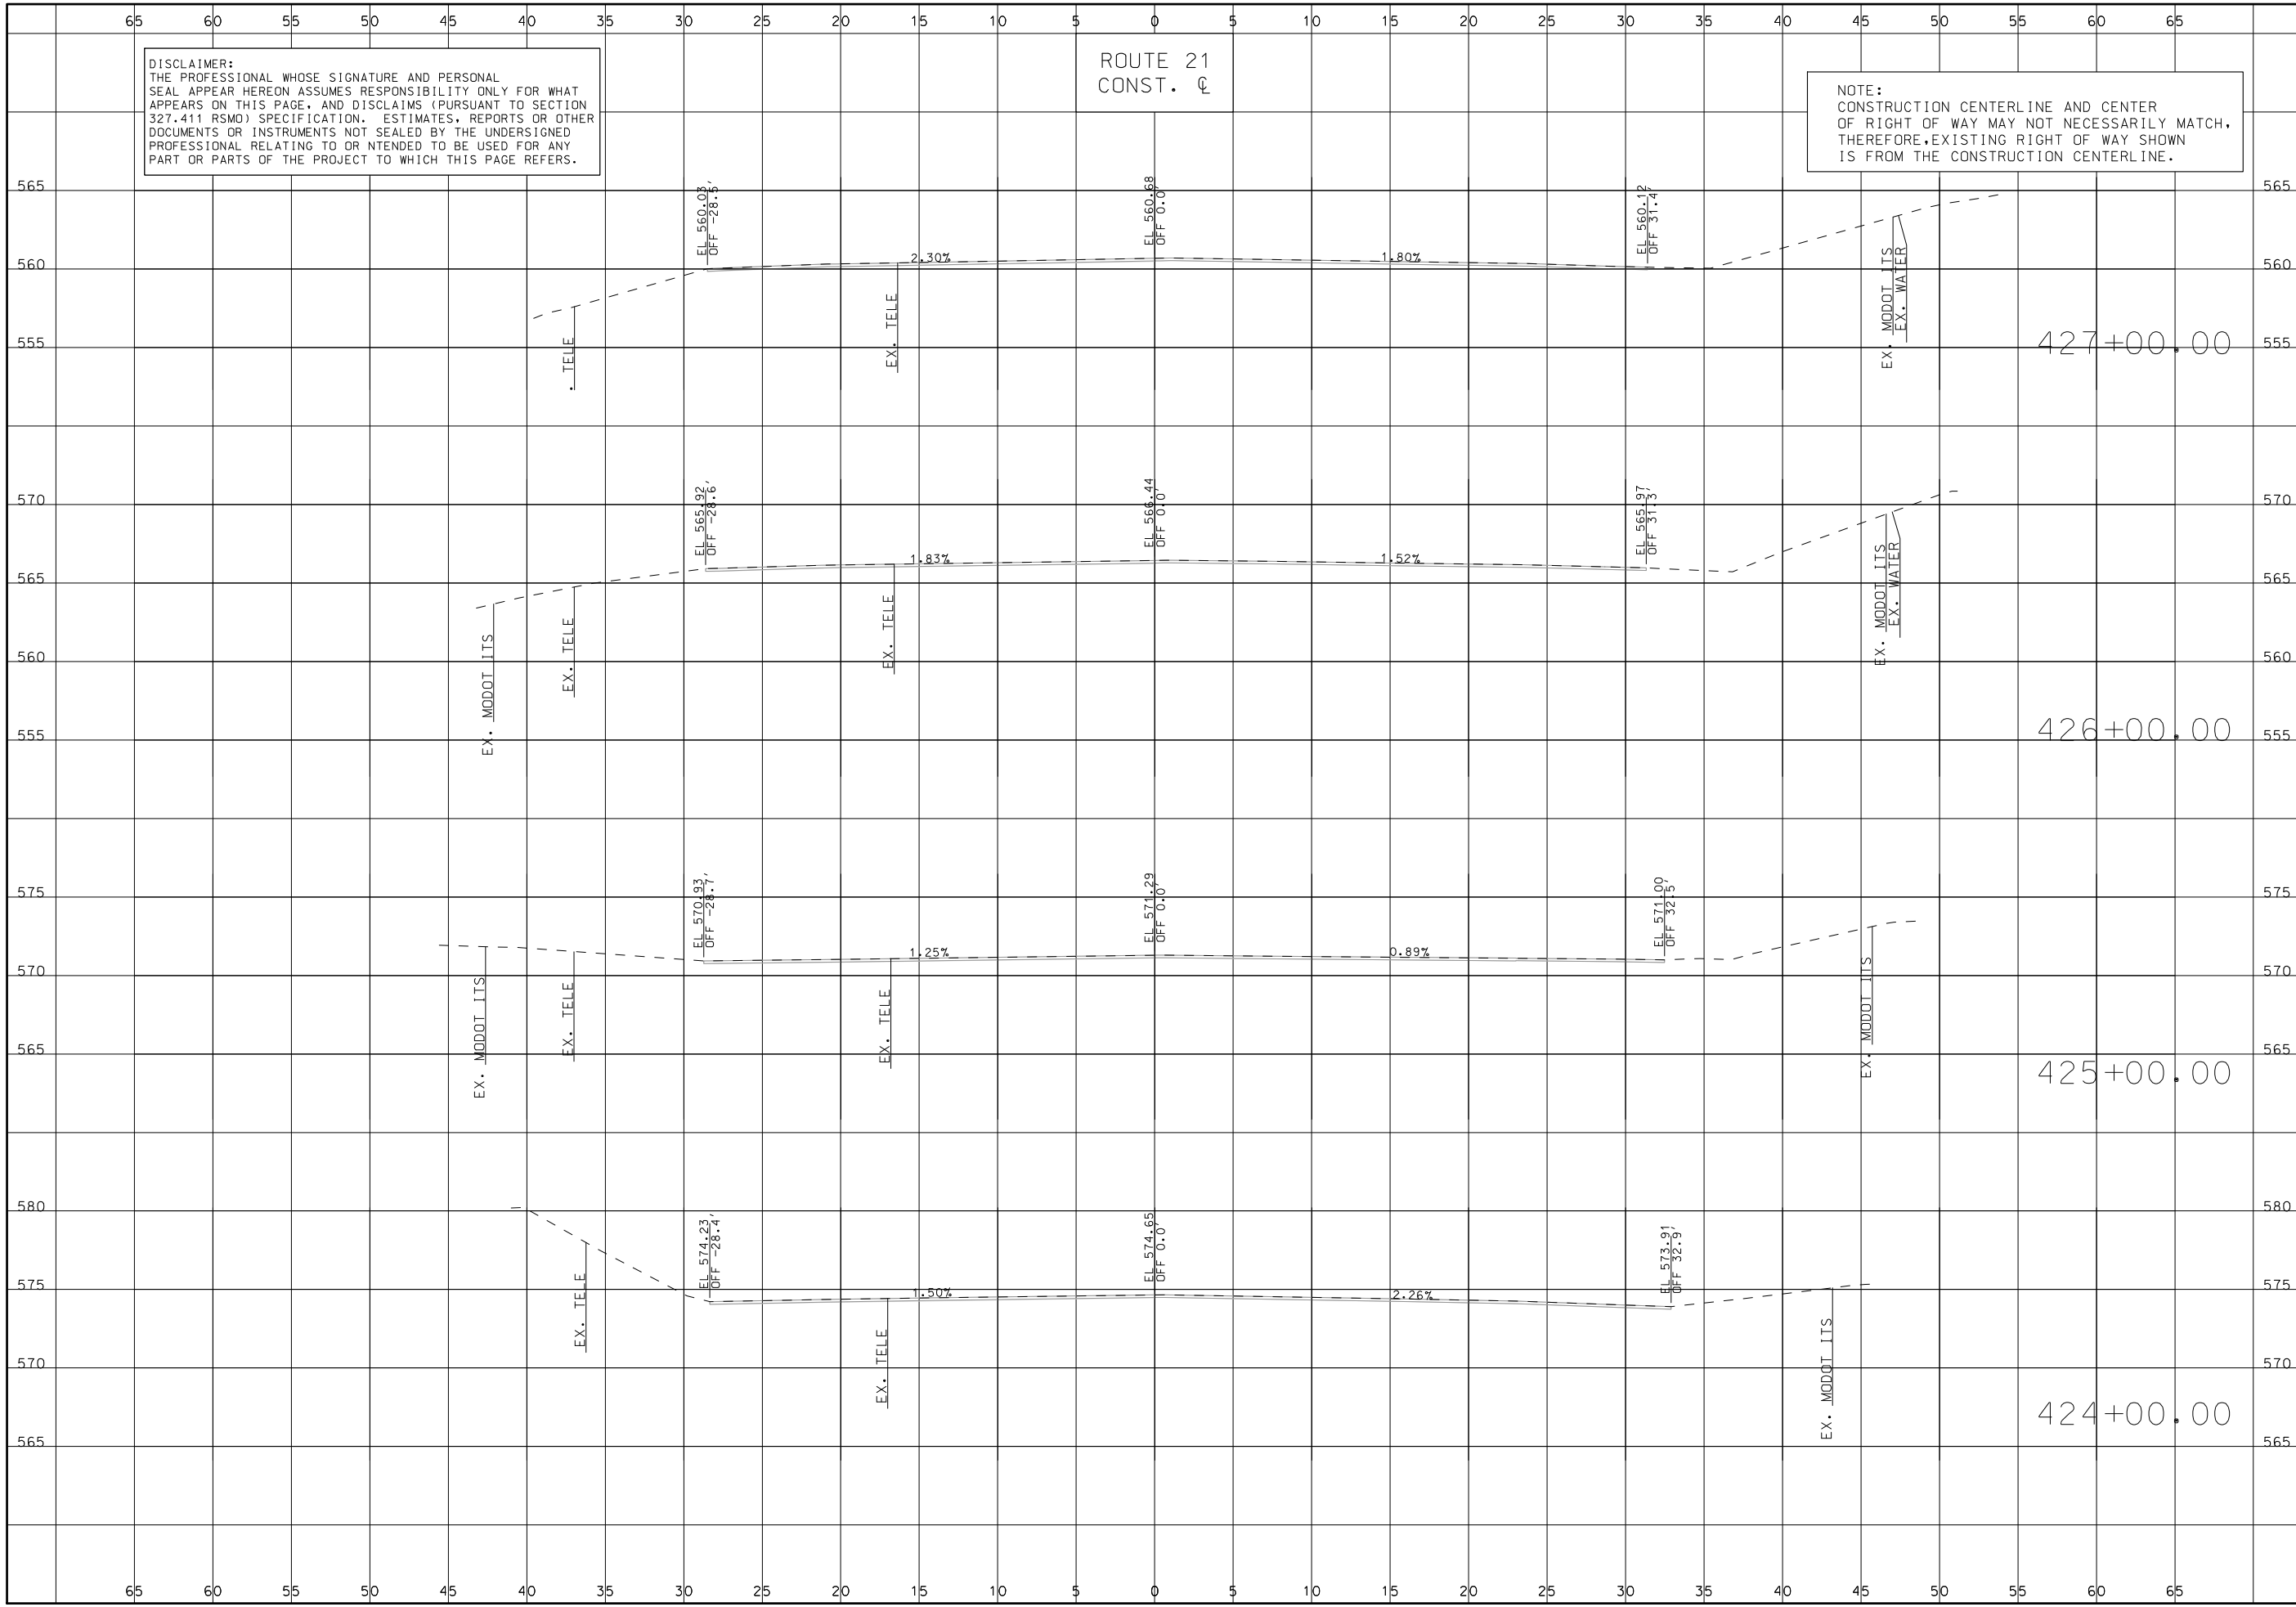 65 60 55 50 45 40 35 30 25 20 15 10 5 0 5 10 15 20 25 30 35 40 45 50 55 60 65
DISCLAIMER:
THE PROFESSIONAL WHOSE SIGNATURE AND PERSONAL
SEAL APPEAR HEREON ASSUMES RESPONSIBILITY ONLY FOR WHAT
APPEARS ON THIS PAGE, AND DISCLAIMS (PURSUANT TO SECTION
327.411 RSMO) SPECIFICATION. ESTIMATES, REPORTS OR OTHER
DOCUMENTS OR INSTRUMENTS NOT SEALED BY THE UNDERSIGNED
PROFESSIONAL RELATING TO OR NTENDED TO BE USED FOR ANY
PART OR PARTS OF THE PROJECT TO WHICH THIS PAGE REFERS.
ROUTE 21
CONST. ℄
NOTE:
CONSTRUCTION CENTERLINE AND CENTER
OF RIGHT OF WAY MAY NOT NECESSARILY MATCH,
THEREFORE,EXISTING RIGHT OF WAY SHOWN
IS FROM THE CONSTRUCTION CENTERLINE.
565 565
EL 560.03
OFF -28.5'
EL 560.68
OFF 0.0'
EL 560.12
OFF 31.4'
2.30% 1.80%
560 560
. TELE
EX. TELE
EX. MODOT ITS
EX. WATER
555 427+00.00 555
570 570
EL 565.92
OFF -28.6'
EL 566.44
OFF 0.0'
EL 565.97
OFF 31.3'
1.83% 1.52%
565 565
EX. MODOT ITS
EX. TELE
EX. TELE
EX. MODOT ITS
EX. WATER
560 560
555 426+00.00 555
575 575
EL 570.93
OFF -28.7'
EL 571.29
OFF 0.0'
EL 571.00
OFF 32.5'
1.25% 0.89%
570 570
EX. MODOT ITS
EX. TELE
EX. TELE
EX. MODOT ITS
565 565
425+00.00
580 580
EL 574.23
OFF -28.4'
EL 574.65
OFF 0.0'
EL 573.91
OFF 32.9'
575 575
1.50% 2.26%
EX. TELE
EX. TELE
EX. MODOT ITS
570 570
424+00.00
565 565
65 60 55 50 45 40 35 30 25 20 15 10 5 0 5 10 15 20 25 30 35 40 45 50 55 60 65